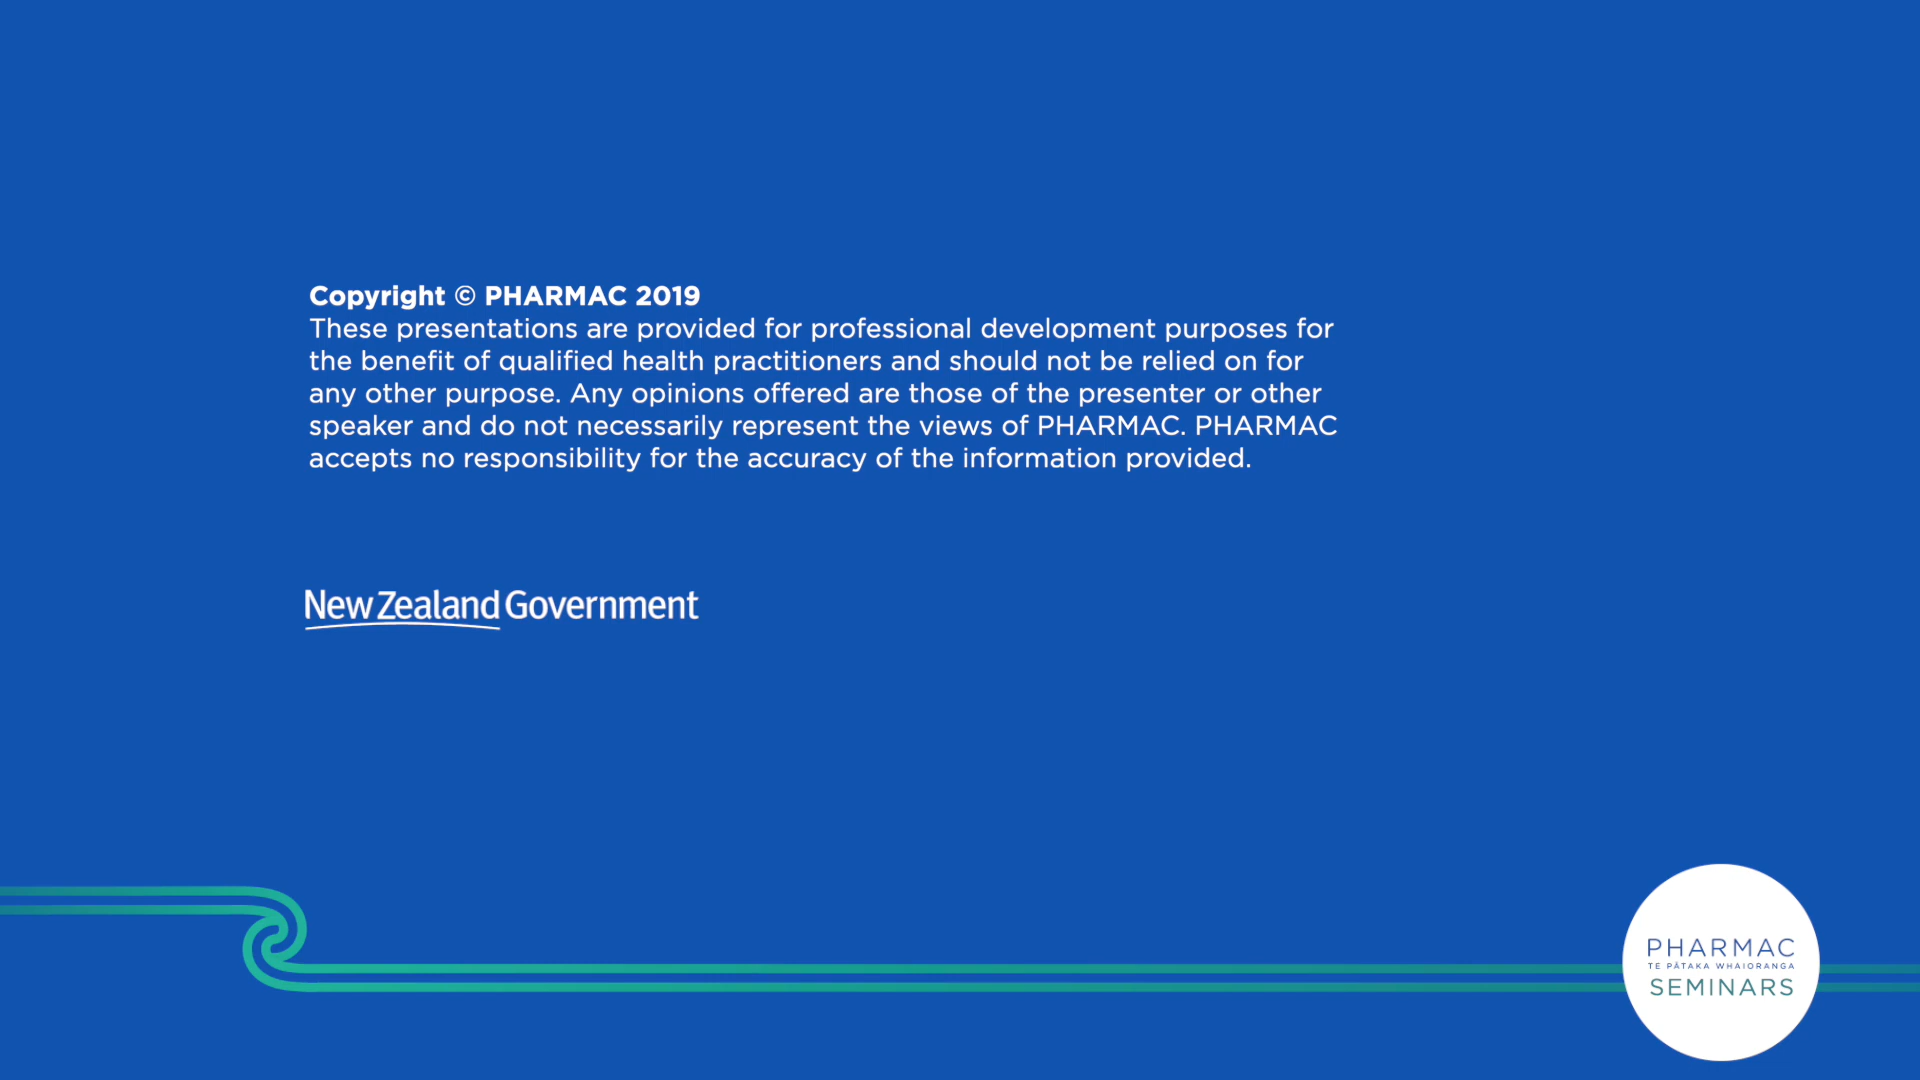 Copyright © PHARMAC 2019
These presentations are provided for professional development purposes for
the benefit of qualified health practitioners and should not be relied on for
any other purpose. Any opinions offered are those of the presenter or other
speaker and do not necessarily represent the views of PHARMAC. PHARMAC
accepts no responsibility for the accuracy of the information provided.
New Zealand Government
PHARMAC
TE PĀTAKA WHAIORANGA
SEMINARS